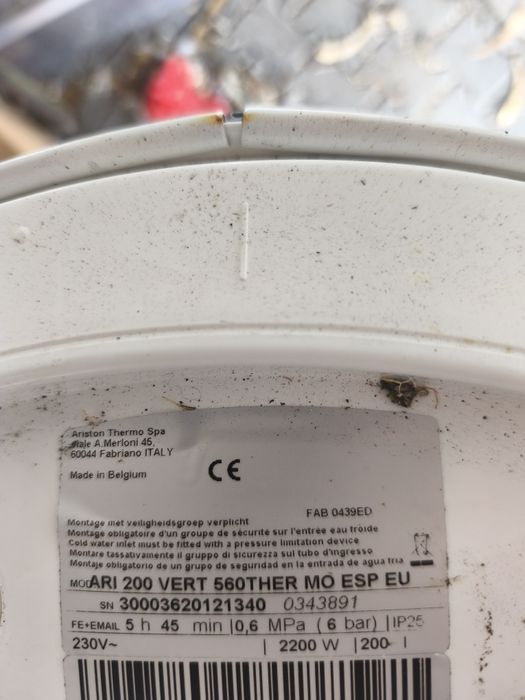 Ariston Thermo Spa
Viale A.Merloni 45,
60044 Fabriano ITALY
Made in Belgium
CE
FAB 0439ED
Montage met veiligheidsgroep verplicht
Montage obligatoire d'un groupe de sécurité sur l'entrée eau froide
Cold water inlet must be fitted with a pressure limitation device
Montare tassativamente il gruppo di sicurezza sul tubo d'ingresso
Montaje obligatorio de un grupo de seguridad en la entrada de agua fria
MOD ARI 200 VERT 560THER MO ESP EU
SN 30003620121340 0343891
FE+EMAIL 5 h 45 min 0,6 MPa ( 6 bar) IP25
230V~ 2200 W 200 l